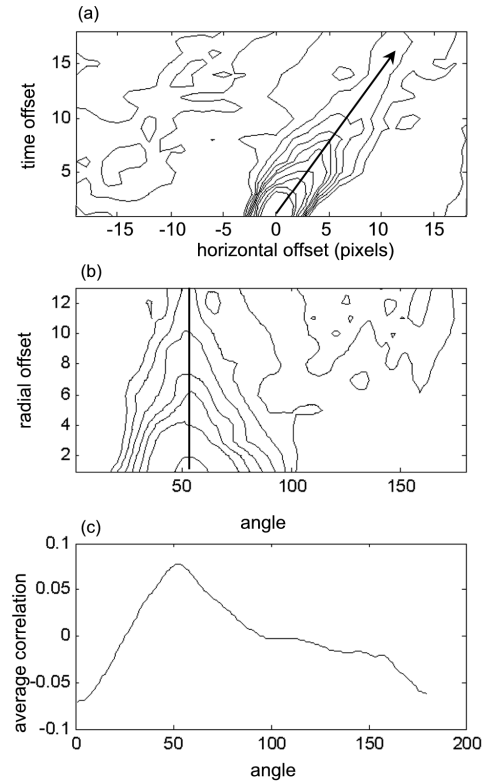 (a)
15
10
5
time offset
-15 -10 -5 0 5 10 15
horizontal offset (pixels)
(b)
12
10
8
6
4
2
radial offset
50 100 150
angle
(c)
0.1
0.05
0
-0.05
-0.1
average correlation
0 50 100 150 200
angle